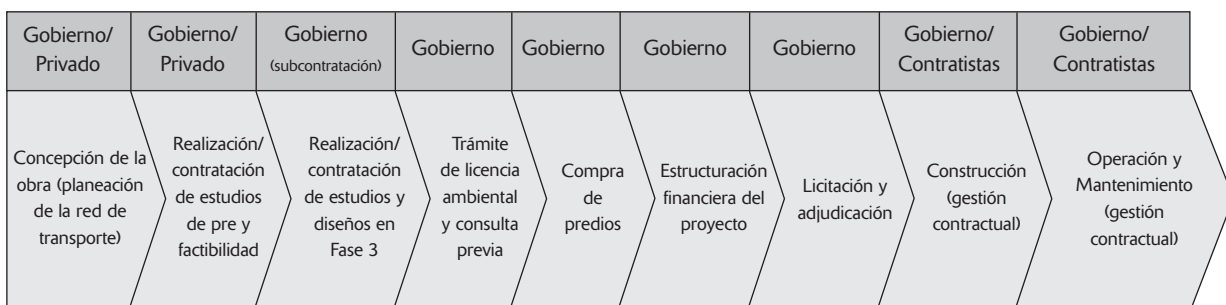 Gobierno/
Privado
Gobierno/
Privado
Gobierno
(subcontratación)
Gobierno
Gobierno
Gobierno
Gobierno
Gobierno/
Contratistas
Gobierno/
Contratistas
Concepción de la
obra (planeación
de la red de
transporte)
Realización/
contratación
de estudios
de pre y
factibilidad
Realización/
contratación
de estudios y
diseños en
Fase 3
Trámite
de licencia
ambiental
y consulta
previa
Compra
de
predios
Estructuración
financiera del
proyecto
Licitación y
adjudicación
Construcción
(gestión
contractual)
Operación y
Mantenimiento
(gestión
contractual)